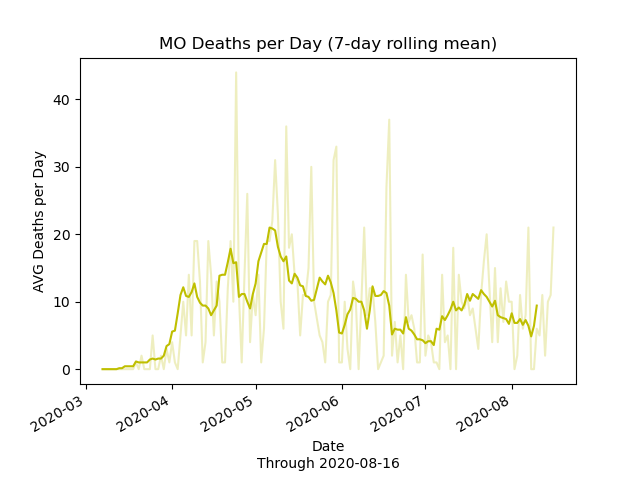 MO Deaths per Day (7-day rolling mean)
AVG Deaths per Day
40
30
20
10
0
2020-03
2020-04
2020-05
2020-06
2020-07
2020-08
Date
Through 2020-08-16